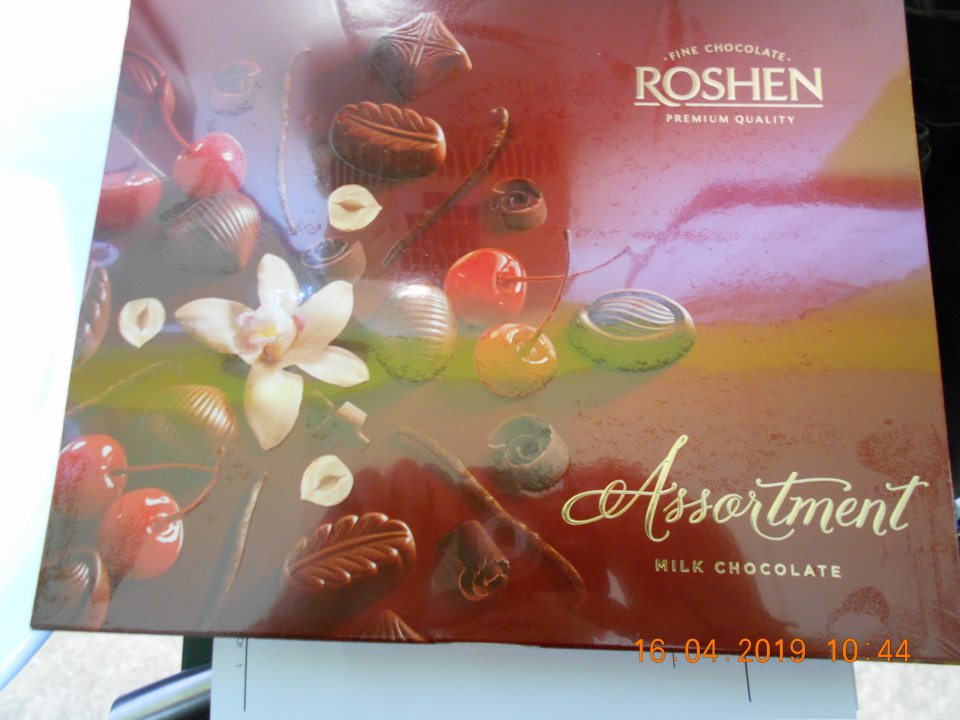 ·FINE CHOCOLATE·
ROSHEN
PREMIUM QUALITY
Assortment
MILK CHOCOLATE
16.04.2019 10:44